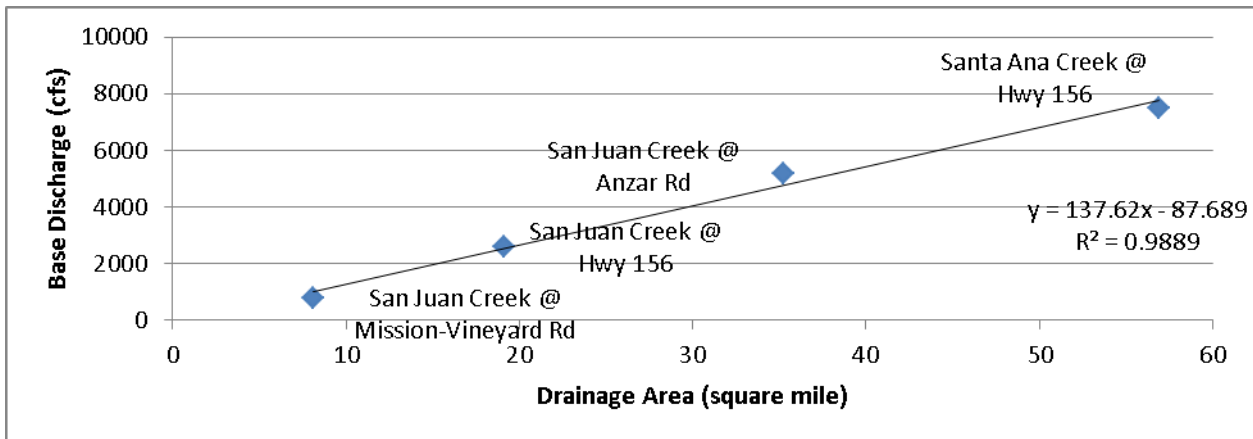 10000
8000
6000
4000
2000
0
Base Discharge (cfs)
Santa Ana Creek @
Hwy 156
San Juan Creek @
Anzar Rd
y = 137.62x - 87.689
R² = 0.9889
San Juan Creek @
Hwy 156
San Juan Creek @
Mission-Vineyard Rd
0 10 20 30 40 50 60
Drainage Area (square mile)